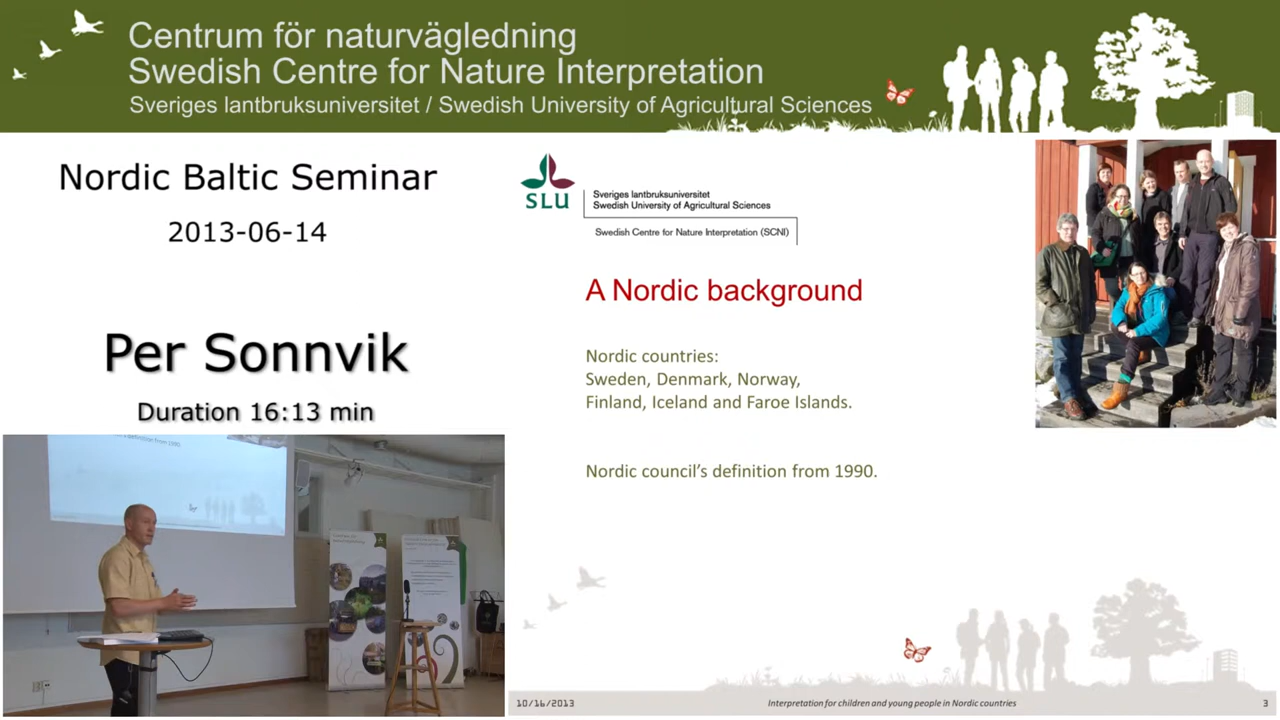 Centrum för naturvägledning
Swedish Centre for Nature Interpretation
Sveriges lantbruksuniversitet / Swedish University of Agricultural Sciences
Nordic Baltic Seminar
2013-06-14
Per Sonnvik
Duration 16:13 min
SLU
Sveriges lantbruksuniversitet
Swedish University of Agricultural Sciences
Swedish Centre for Nature Interpretation (SCNI)
A Nordic background
Nordic countries:
Sweden, Denmark, Norway,
Finland, Iceland and Faroe Islands.
Nordic council's definition from 1990.
10/16/2013
Interpretation for children and young people in Nordic countries
3